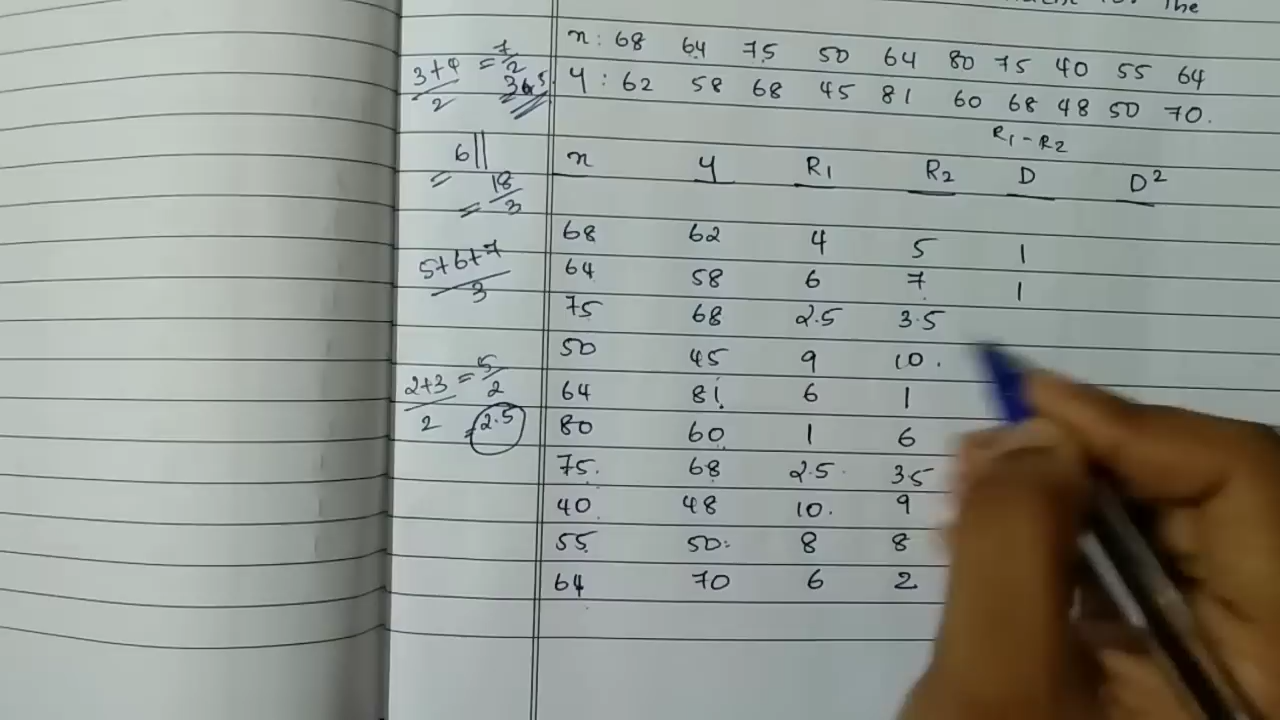 The
x : 68 64 75 50 64 80 75 40 55 64
y : 62 58 68 45 81 60 68 48 50 70.
R1 - R2
x y R1 R2 D D²
68 62 4 5 1
64 58 6 7 1
75 68 2.5 3.5
50 45 9 10.
64 81 6 1
80 60 1 6
75. 68 2.5 3.5
40 48 10. 9
55 50 8 8
64 70 6 2
3+4 = 7
2 2
6
= 18
3
5+6+7
3
2+3 = 5
2 2
= 2.5